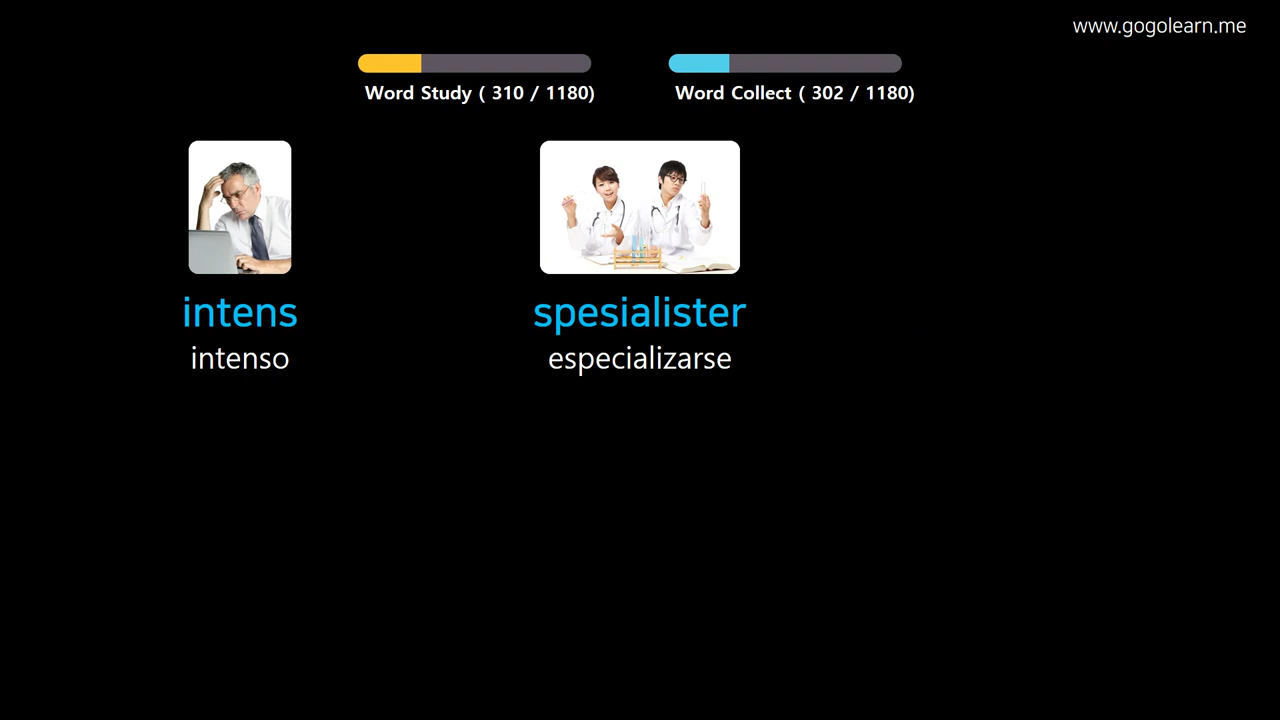 www.gogolearn.me
Word Study ( 310 / 1180)
Word Collect ( 302 / 1180)
intens
intenso
spesialister
especializarse